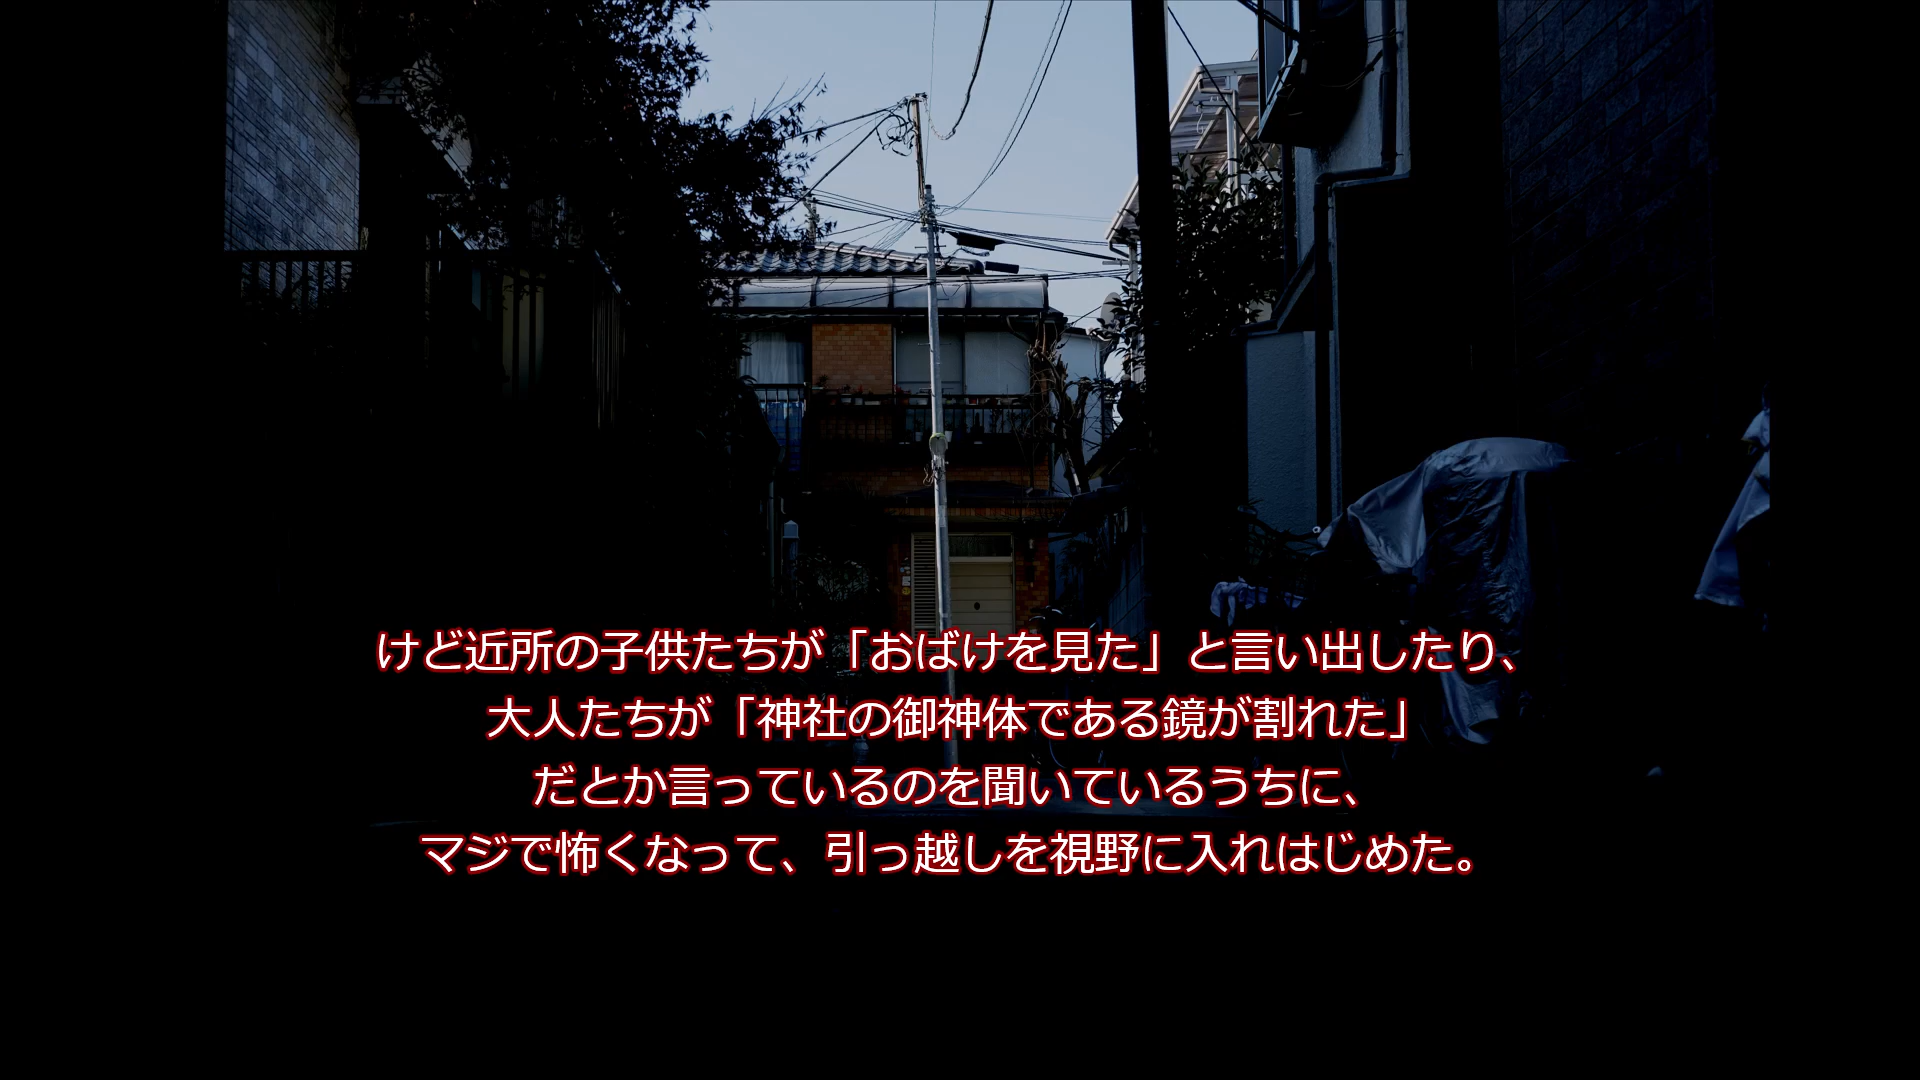 けど近所の子供たちが「おばけを見た」と言い出したり、
大人たちが「神社の御神体である鏡が割れた」
だとか言っているのを聞いているうちに、
マジで怖くなって、引っ越しを視野に入れはじめた。